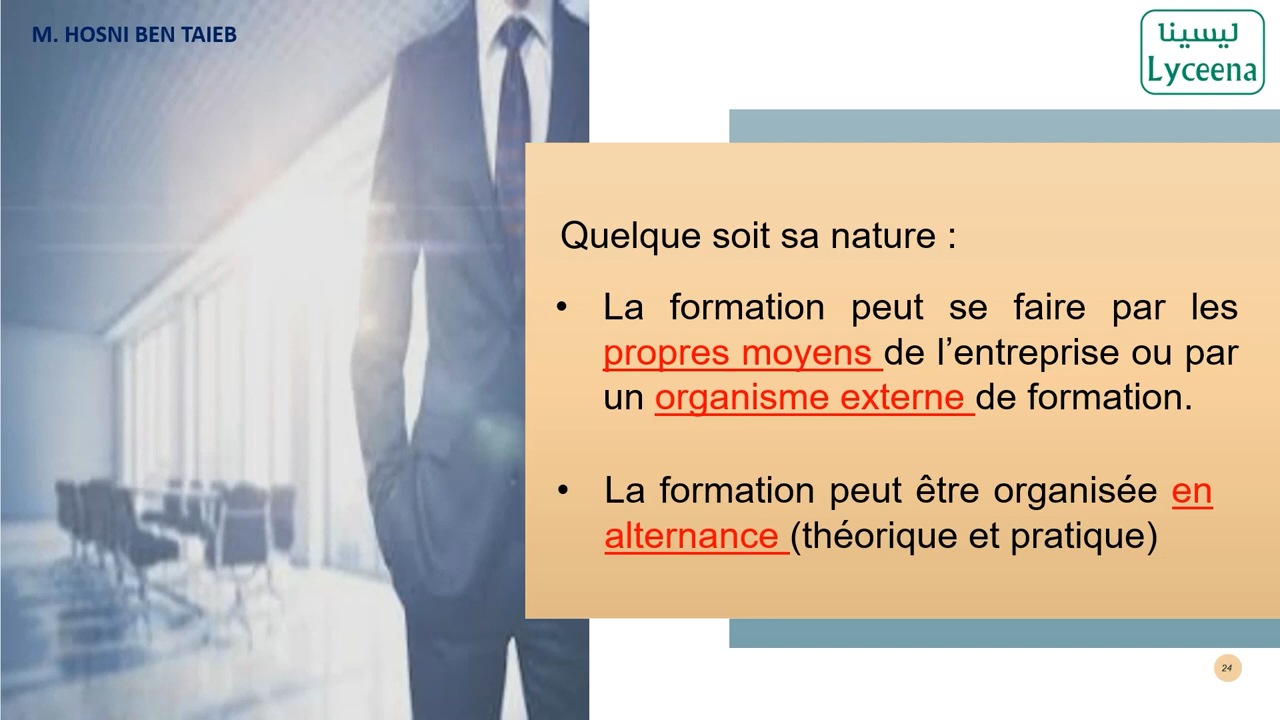 M. HOSNI BEN TAIEB
ليسينا
Lyceena
Quelque soit sa nature :
• La formation peut se faire par les
propres moyens de l’entreprise ou par
un organisme externe de formation.
• La formation peut être organisée en
alternance (théorique et pratique)
24